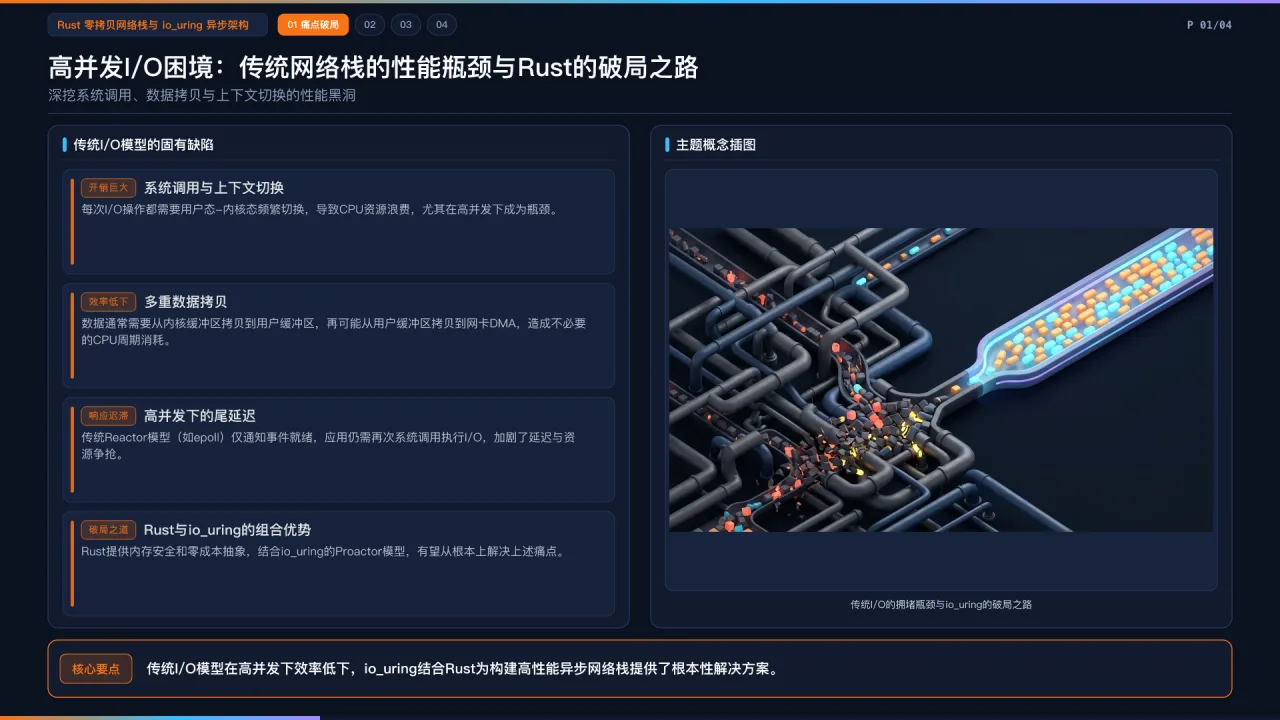 Rust 零拷贝网络栈与 io_uring 异步架构
01 痛点破局
02
03
04
P 01/04
高并发I/O困境：传统网络栈的性能瓶颈与Rust的破局之路
深挖系统调用、数据拷贝与上下文切换的性能黑洞
传统I/O模型的固有缺陷
开销巨大
系统调用与上下文切换
每次I/O操作都需要用户态-内核态频繁切换，导致CPU资源浪费，尤其在高并发下成为瓶颈。
效率低下
多重数据拷贝
数据通常需要从内核缓冲区拷贝到用户缓冲区，再可能从用户缓冲区拷贝到网卡DMA，造成不必要
的CPU周期消耗。
响应迟滞
高并发下的尾延迟
传统Reactor模型（如epoll）仅通知事件就绪，应用仍需再次系统调用执行I/O，加剧了延迟与资
源争抢。
破局之道
Rust与io_uring的组合优势
Rust提供内存安全和零成本抽象，结合io_uring的Proactor模型，有望从根本上解决上述痛点。
主题概念插图
传统I/O的拥堵瓶颈与io_uring的破局之路
核心要点
传统I/O模型在高并发下效率低下，io_uring结合Rust为构建高性能异步网络栈提供了根本性解决方案。